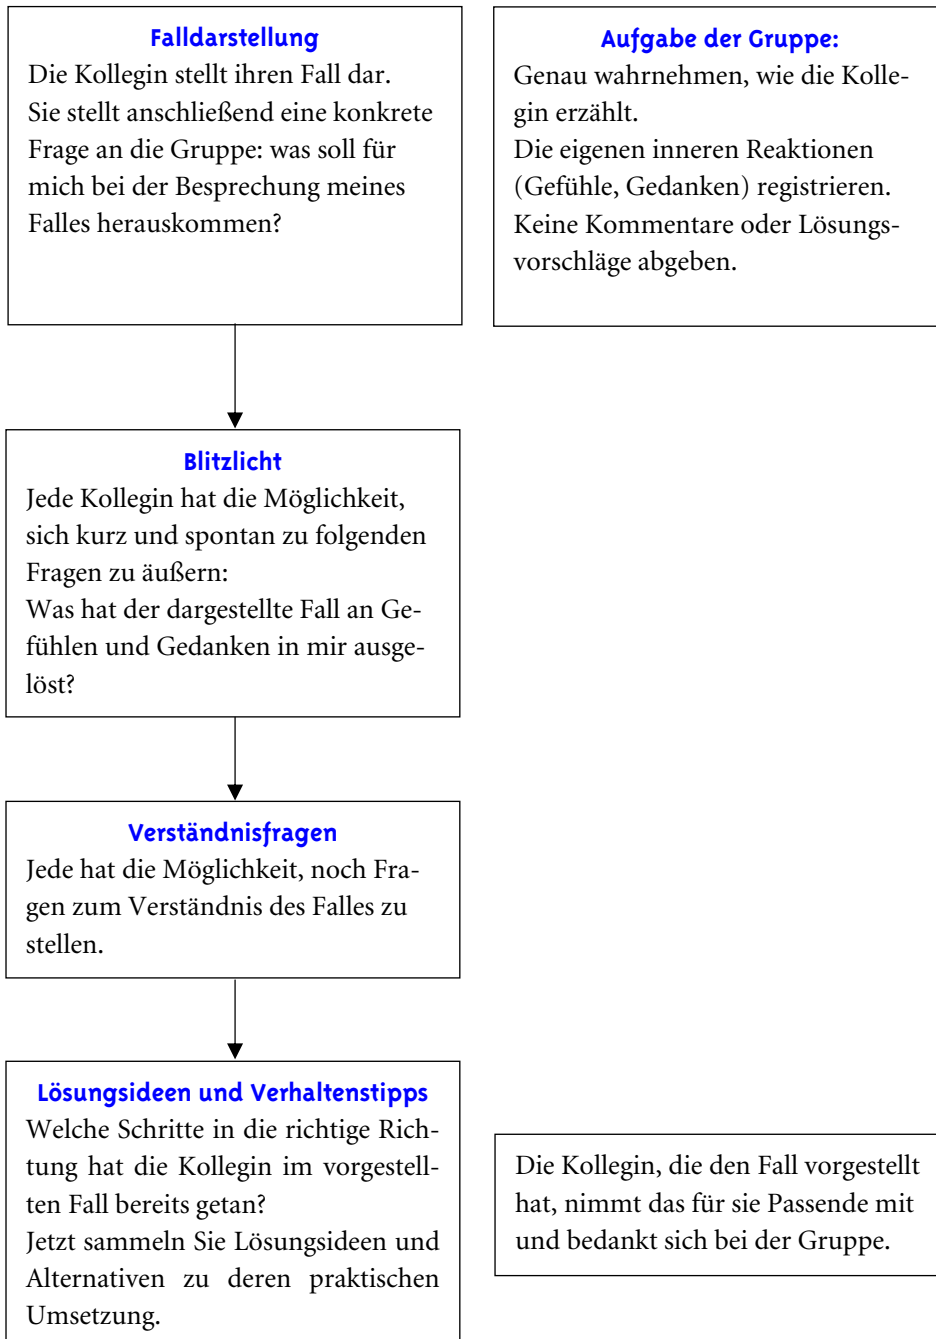 Falldarstellung
Die Kollegin stellt ihren Fall dar.
Sie stellt anschließend eine konkrete
Frage an die Gruppe: was soll für
mich bei der Besprechung meines
Falles herauskommen?
Aufgabe der Gruppe:
Genau wahrnehmen, wie die Kolle-
gin erzählt.
Die eigenen inneren Reaktionen
(Gefühle, Gedanken) registrieren.
Keine Kommentare oder Lösungs-
vorschläge abgeben.
Blitzlicht
Jede Kollegin hat die Möglichkeit,
sich kurz und spontan zu folgenden
Fragen zu äußern:
Was hat der dargestellte Fall an Ge-
fühlen und Gedanken in mir ausge-
löst?
Verständnisfragen
Jede hat die Möglichkeit, noch Fra-
gen zum Verständnis des Falles zu
stellen.
Lösungsideen und Verhaltenstipps
Welche Schritte in die richtige Rich-
tung hat die Kollegin im vorgestell-
ten Fall bereits getan?
Jetzt sammeln Sie Lösungsideen und
Alternativen zu deren praktischen
Umsetzung.
Die Kollegin, die den Fall vorgestellt
hat, nimmt das für sie Passende mit
und bedankt sich bei der Gruppe.